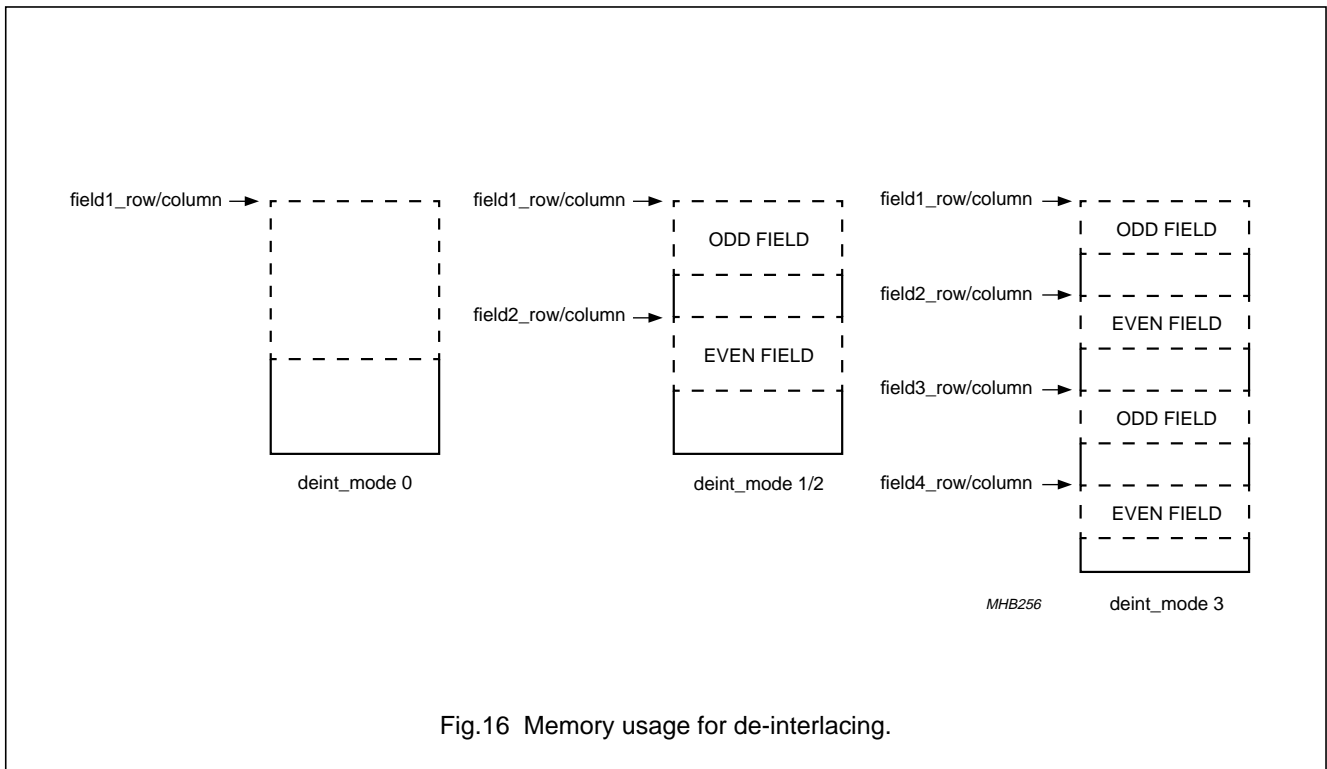 field1_row/column
deint_mode 0
field1_row/column
ODD FIELD
field2_row/column
EVEN FIELD
deint_mode 1/2
field1_row/column
ODD FIELD
field2_row/column
EVEN FIELD
field3_row/column
ODD FIELD
field4_row/column
EVEN FIELD
MHB256
deint_mode 3
Fig.16 Memory usage for de-interlacing.